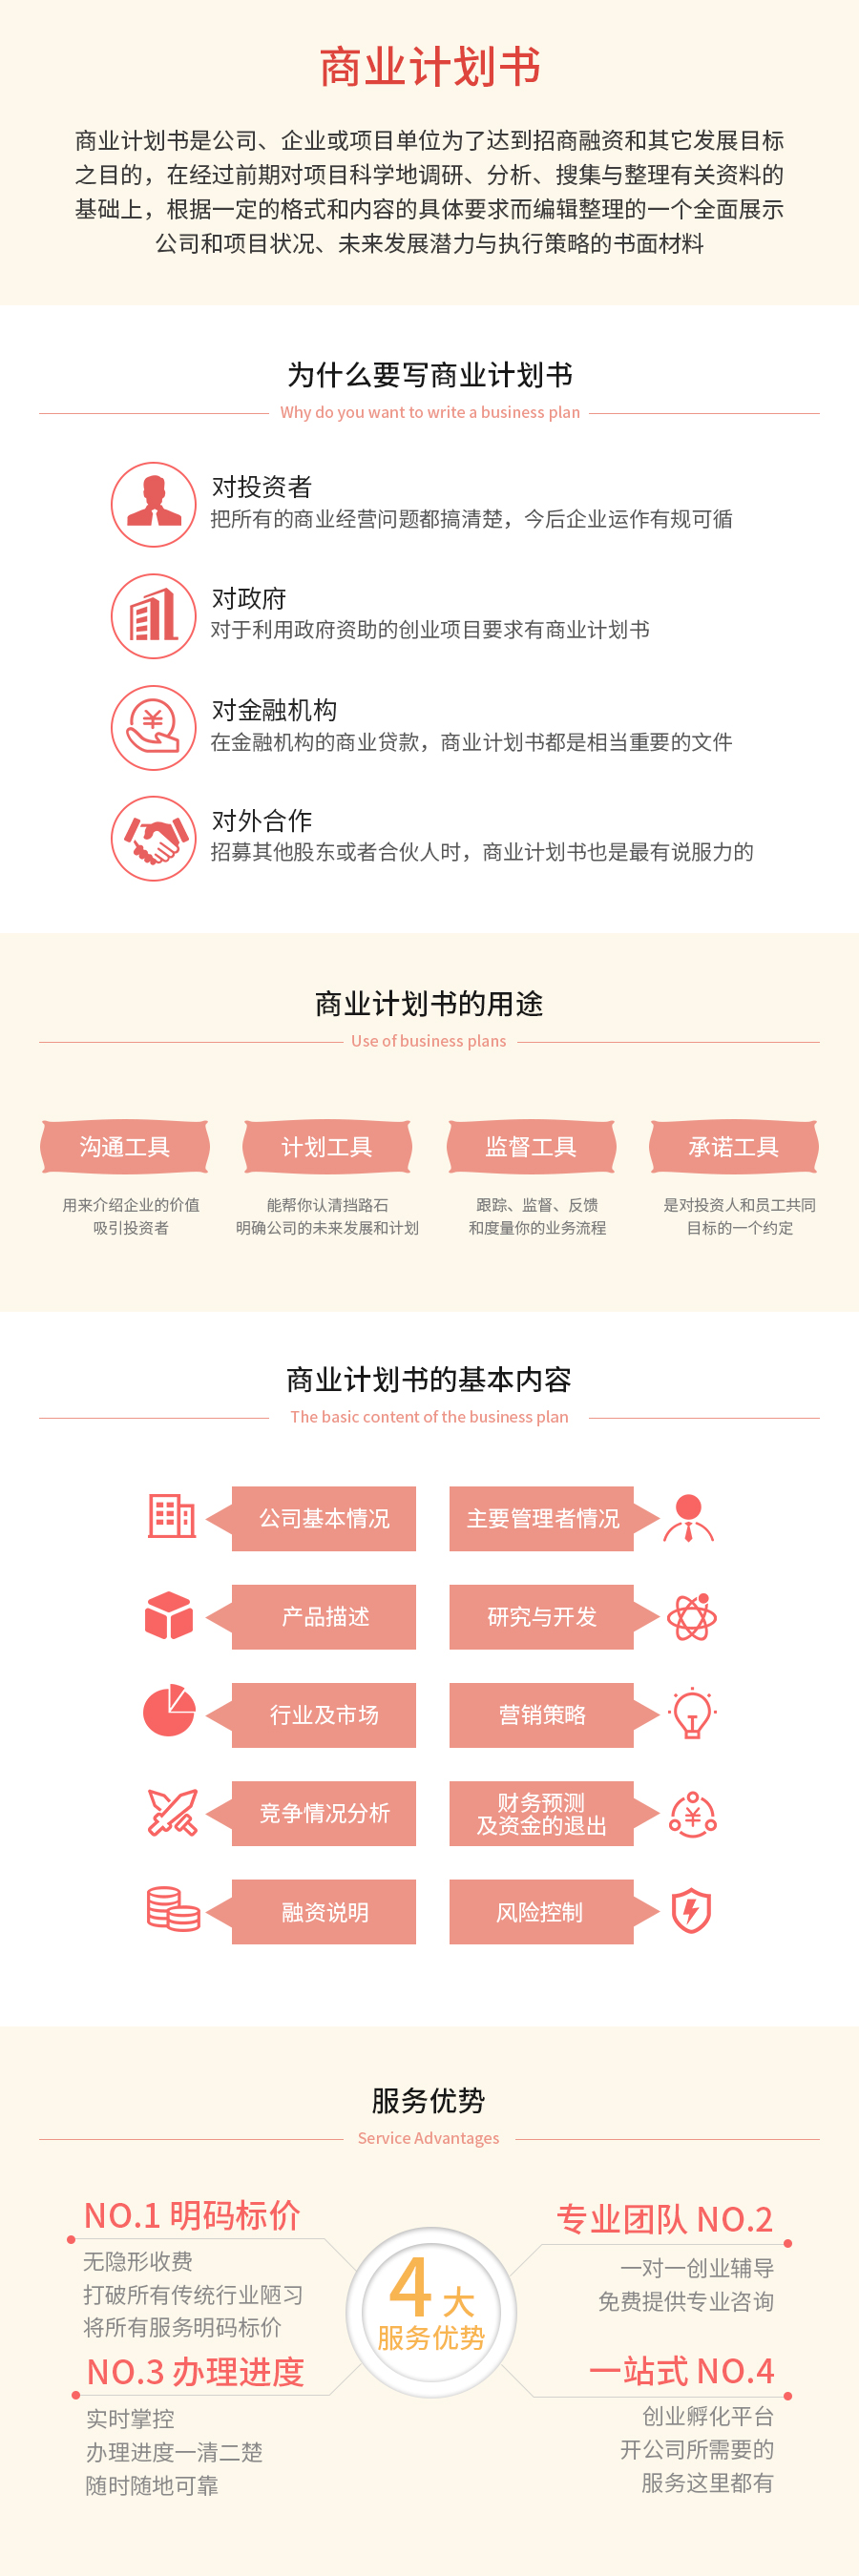 商业计划书
商业计划书是公司、企业或项目单位为了达到招商融资和其它发展目标
之目的，在经过前期对项目科学地调研、分析、搜集与整理有关资料的
基础上，根据一定的格式和内容的具体要求而编辑整理的一个全面展示
公司和项目状况、未来发展潜力与执行策略的书面材料
为什么要写商业计划书
Why do you want to write a business plan
对投资者
把所有的商业经营问题都搞清楚，今后企业运作有规可循
对政府
对于利用政府资助的创业项目要求有商业计划书
对金融机构
在金融机构的商业贷款，商业计划书都是相当重要的文件
对外合作
招募其他股东或者合伙人时，商业计划书也是最有说服力的
商业计划书的用途
Use of business plans
沟通工具
用来介绍企业的价值
吸引投资者
计划工具
能帮你认清挡路石
明确公司的未来发展和计划
监督工具
跟踪、监督、反馈
和度量你的业务流程
承诺工具
是对投资人和员工共同
目标的一个约定
商业计划书的基本内容
The basic content of the business plan
公司基本情况
主要管理者情况
产品描述
研究与开发
行业及市场
营销策略
竞争情况分析
财务预测
及资金的退出
融资说明
风险控制
服务优势
Service Advantages
NO.1 明码标价
无隐形收费
打破所有传统行业陋习
将所有服务明码标价
专业团队 NO.2
一对一创业辅导
免费提供专业咨询
4大
服务优势
NO.3 办理进度
实时掌控
办理进度一清二楚
随时随地可靠
一站式 NO.4
创业孵化平台
开公司所需要的
服务这里都有